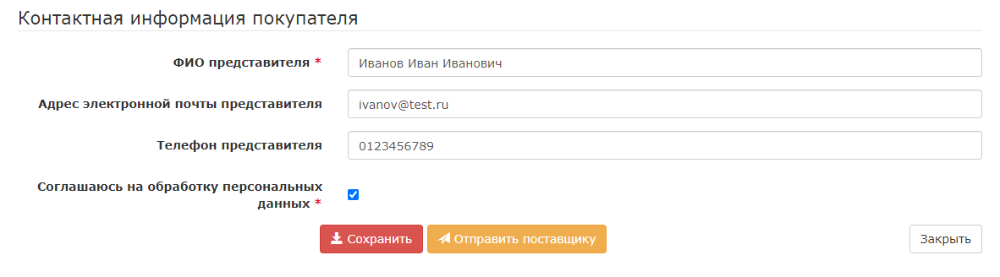 Контактная информация покупателя
ФИО представителя *
Иванов Иван Иванович
Адрес электронной почты представителя
ivanov@test.ru
Телефон представителя
0123456789
Соглашаюсь на обработку персональных
данных *
Сохранить
Отправить поставщику
Закрыть